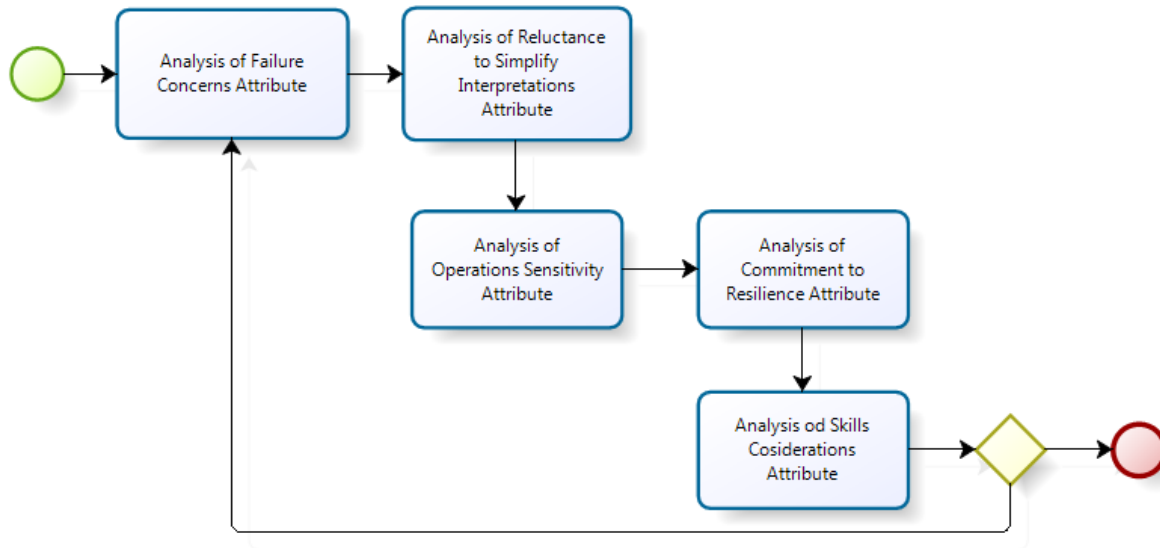 Analysis of Failure
Concerns Attribute
Analysis of Reluctance
to Simplify
Interpretations
Attribute
Analysis of
Operations Sensitivity
Attribute
Analysis of
Commitment to
Resilience Attribute
Analysis od Skills
Cosiderations
Attribute